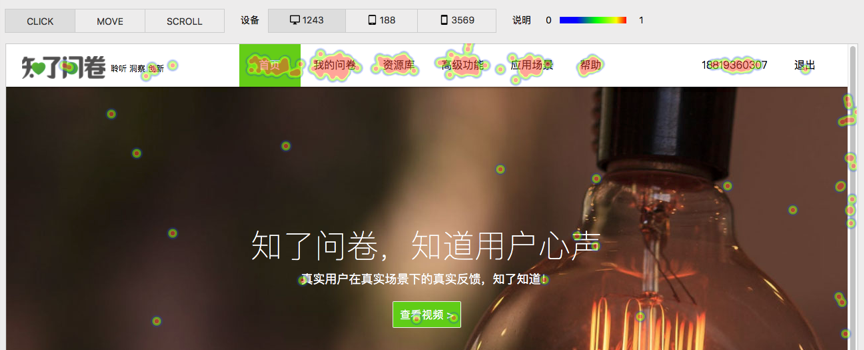 CLICK MOVE SCROLL 设备 1243 188 3569 说明 0 1
知了问卷 聆听 洞察 创新 首页 我的问卷 资源库 高级功能 应用场景 帮助 18819360307 退出
知了问卷，知道用户心声
真实用户在真实场景下的真实反馈，知了知道！
查看视频 >